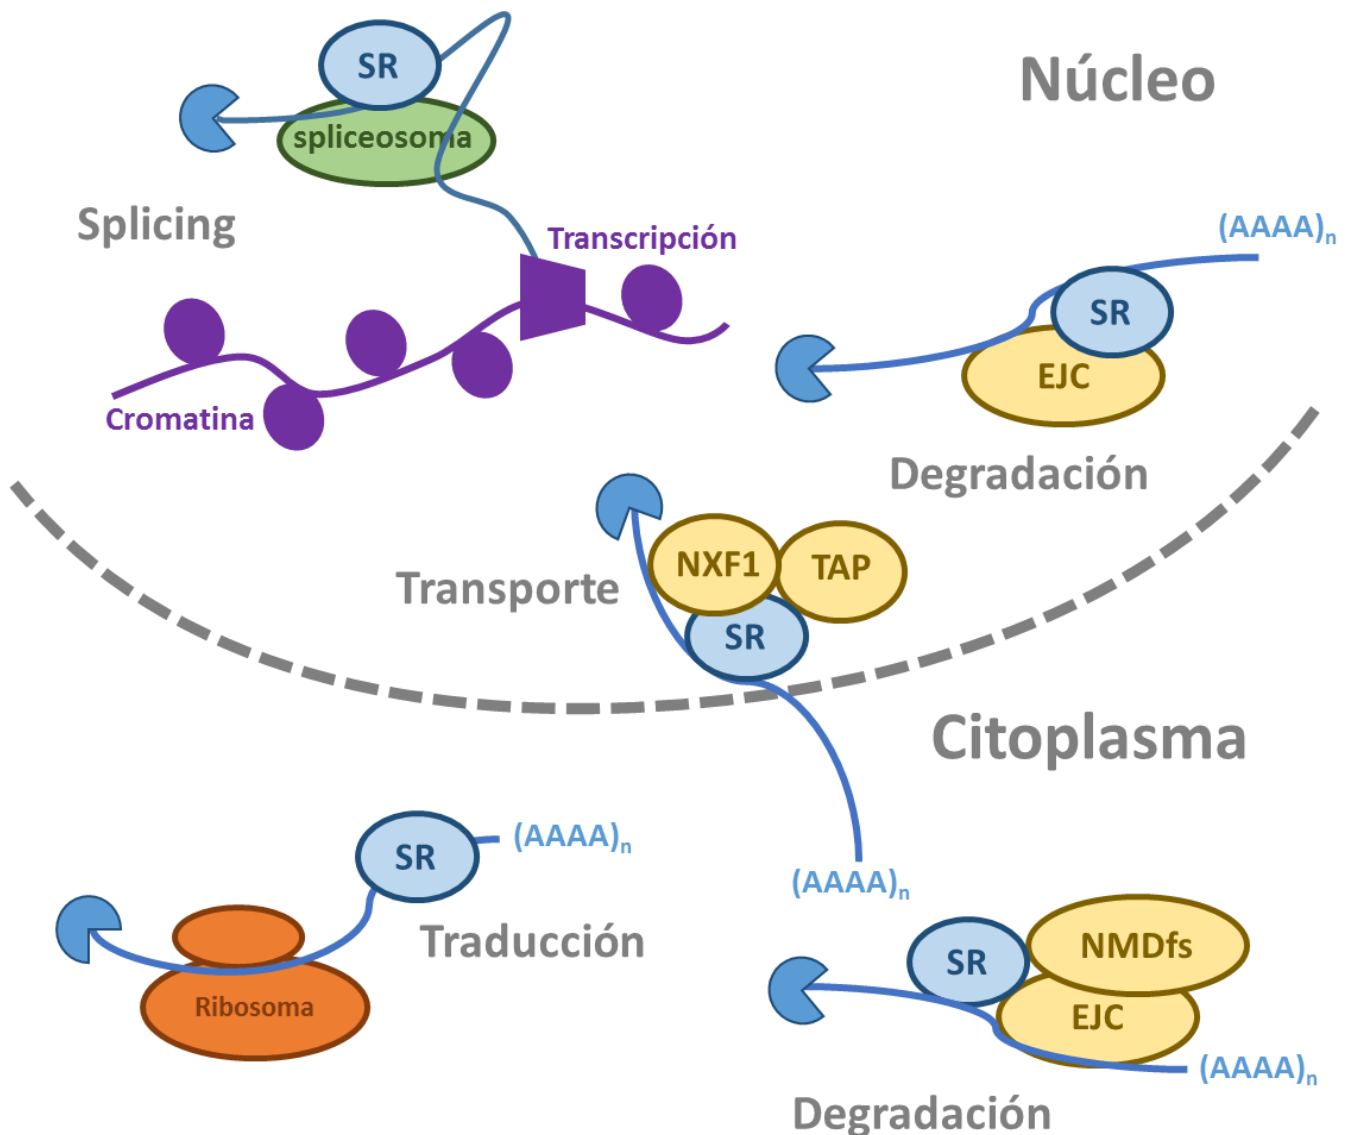 SR
Núcleo
spliceosoma
Splicing
Transcripción
(AAAA)n
SR
EJC
Cromatina
Degradación
NXF1
TAP
Transporte
SR
Citoplasma
SR
(AAAA)n
(AAAA)n
Traducción
SR
NMDfs
Ribosoma
EJC
(AAAA)n
Degradación